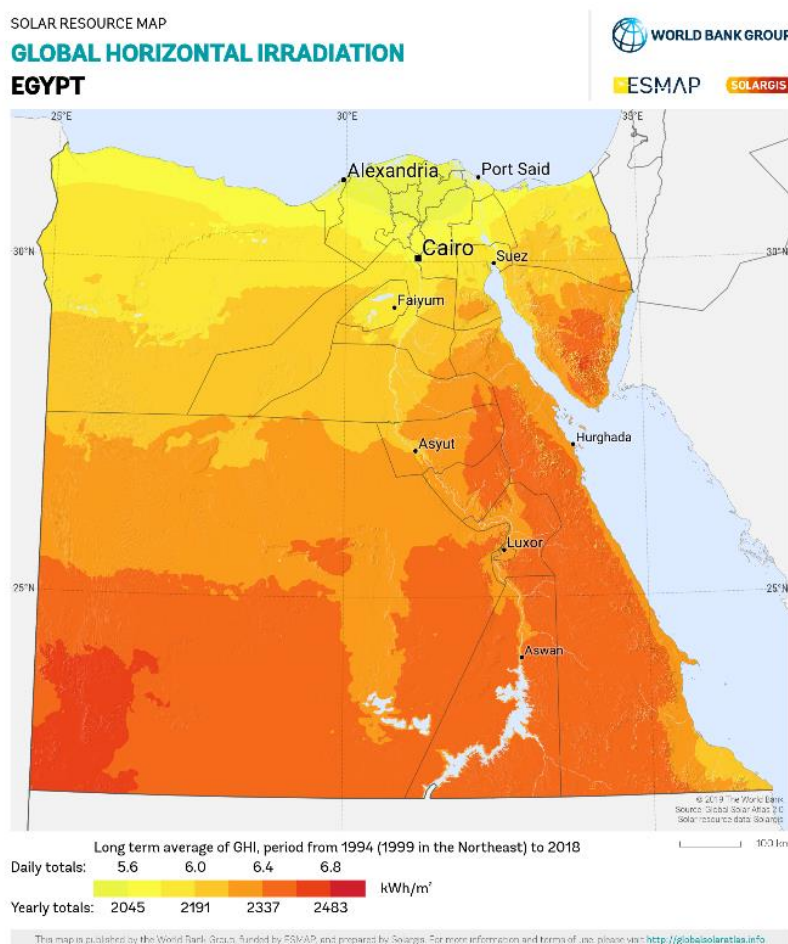 SOLAR RESOURCE MAP
GLOBAL HORIZONTAL IRRADIATION
EGYPT
WORLD BANK GROUP
ESMAP
SOLARGIS
25°E
30°E
35°E
Alexandria
Port Said
30°N
Cairo
Suez
30°N
Faiyum
Asyut
Hurghada
Luxor
25°N
25°N
Aswan
© 2019 The World Bank
Source: Global Solar Atlas 2.0
Solar resource data: Solargis
Long term average of GHI, period from 1994 (1999 in the Northeast) to 2018
100 km
Daily totals: 5.6 6.0 6.4 6.8
kWh/m²
Yearly totals: 2045 2191 2337 2483
This map is published by the World Bank Group, funded by ESMAP, and prepared by Solargis. For more information and terms of use, please visit http://globalsolaratlas.info.